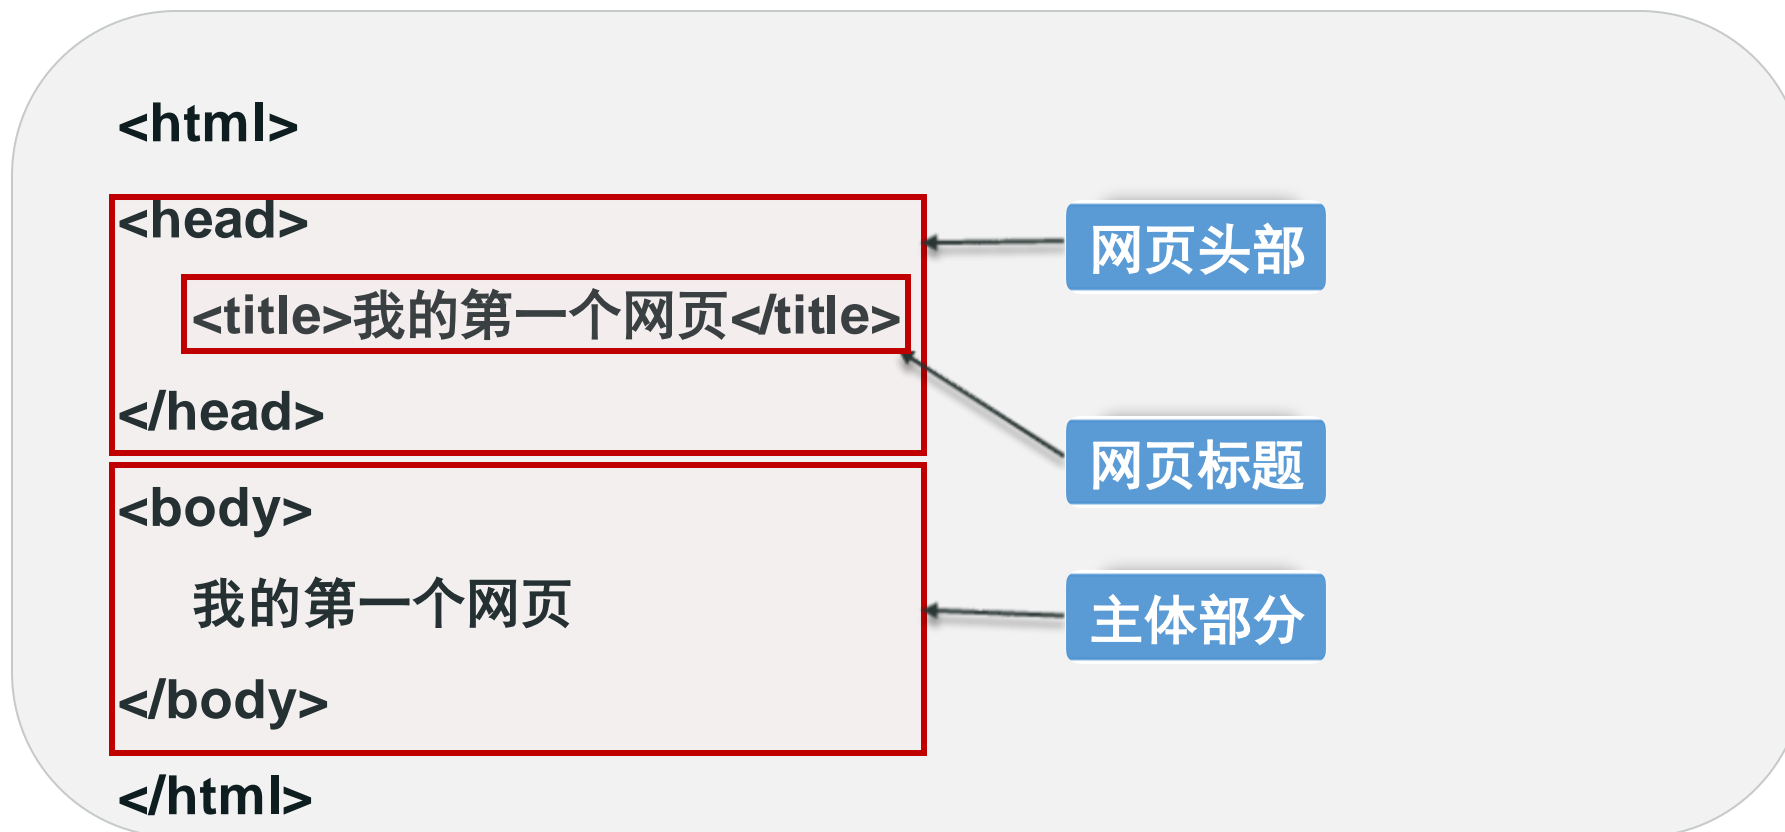 <html>
<head>
网页头部
<title>我的第一个网页</title>
</head>
网页标题
<body>
我的第一个网页
主体部分
</body>
</html>